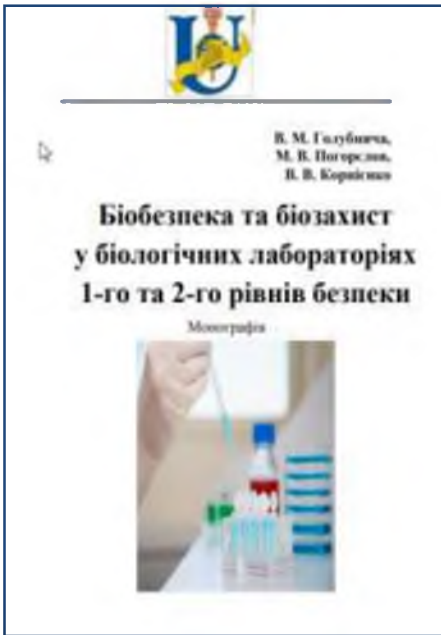 В. М. Голубнича,
М. В. Погорєлов,
В. В. Корнієнко
Біобезпека та біозахист
у біологічних лабораторіях
1-го та 2-го рівнів безпеки
Монографія